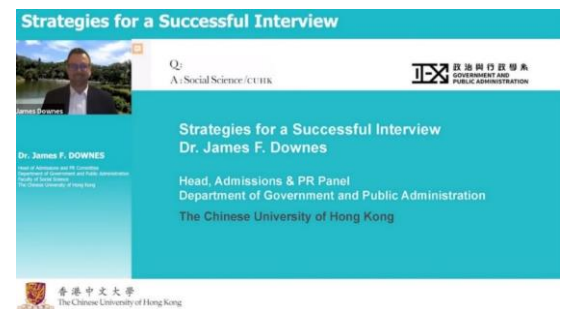 Strategies for a Successful Interview
James Downes
Dr. James F. DOWNES
Head of Admissions and PR Committee
Department of Government and Public Administration
Faculty of Social Science
The Chinese University of Hong Kong
Q:
A: Social Science/CUHK
政治與行政學系
GOVERNMENT AND
PUBLIC ADMINISTRATION
Strategies for a Successful Interview
Dr. James F. Downes
Head, Admissions & PR Panel
Department of Government and Public Administration
The Chinese University of Hong Kong
香港中文大學
The Chinese University of Hong Kong